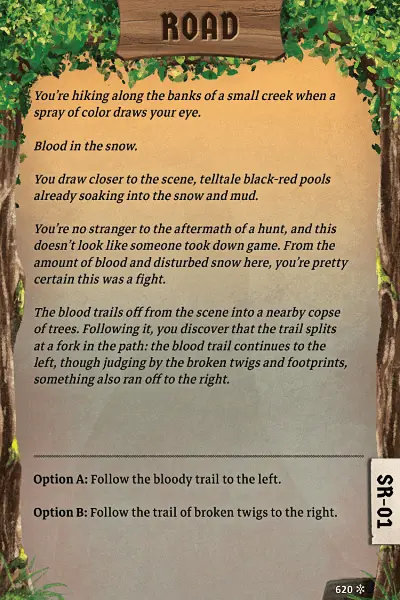 ROAD
You're hiking along the banks of a small creek when a
spray of color draws your eye.
Blood in the snow.
You draw closer to the scene, telltale black-red pools
already soaking into the snow and mud.
You're no stranger to the aftermath of a hunt, and this
doesn't look like someone took down game. From the
amount of blood and disturbed snow here, you're pretty
certain this was a fight.
The blood trails off from the scene into a nearby copse
of trees. Following it, you discover that the trail splits
at a fork in the path: the blood trail continues to the
left, though judging by the broken twigs and footprints,
something also ran off to the right.
Option A: Follow the bloody trail to the left.
Option B: Follow the trail of broken twigs to the right.
SR-01
620 ✲